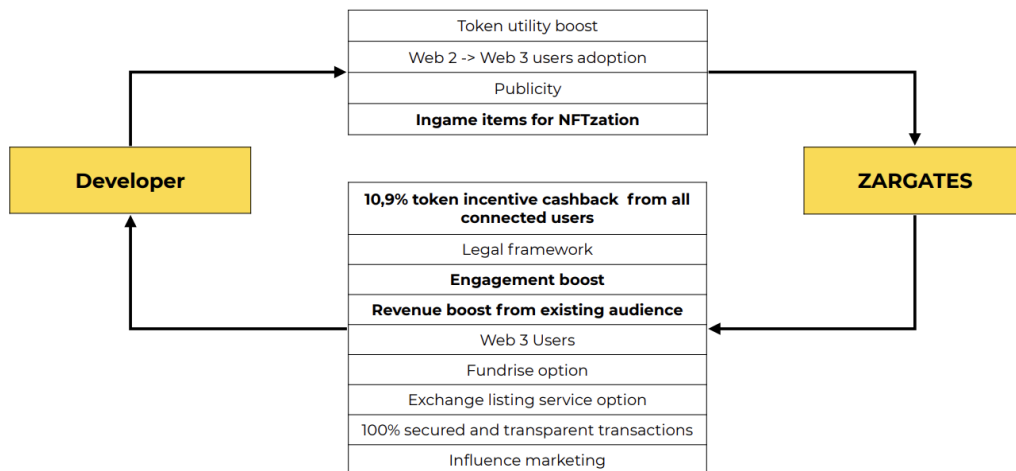 Token utility boost
Web 2 -> Web 3 users adoption
Publicity
Ingame items for NFTzation
Developer
ZARGATES
10,9% token incentive cashback from all
connected users
Legal framework
Engagement boost
Revenue boost from existing audience
Web 3 Users
Fundrise option
Exchange listing service option
100% secured and transparent transactions
Influence marketing